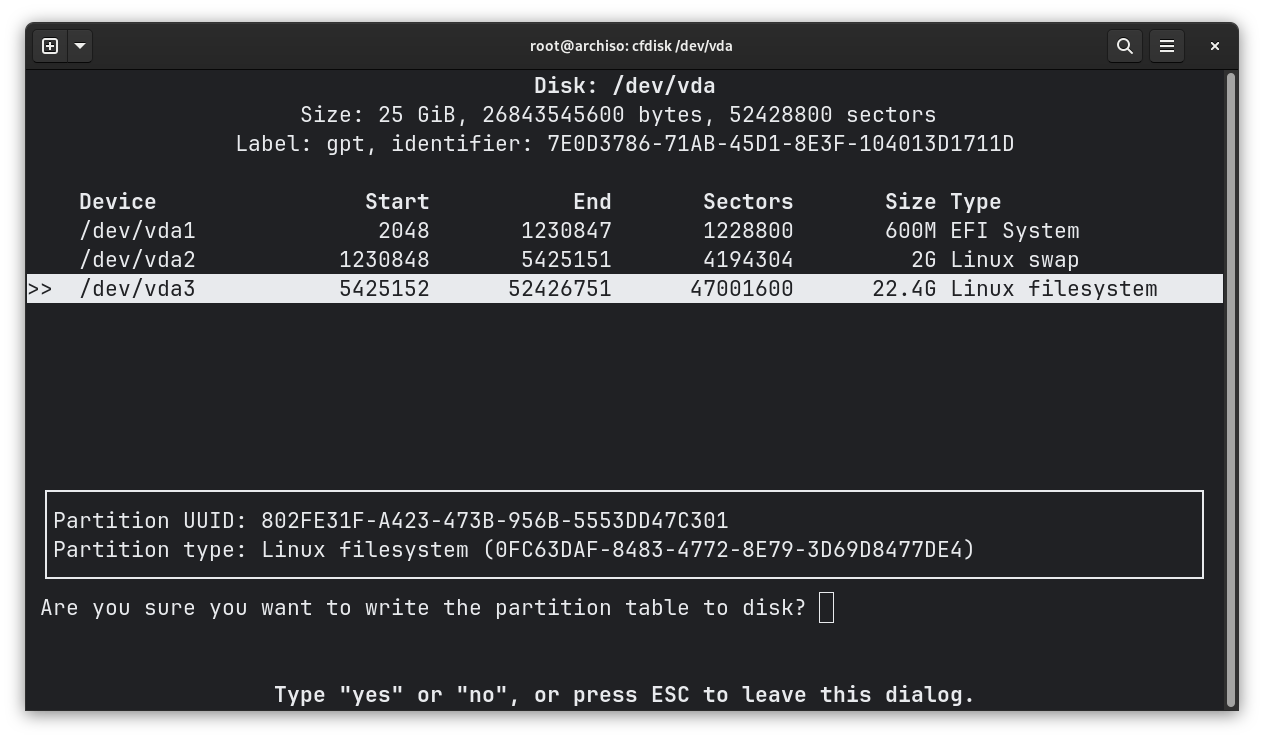 root@archiso: cfdisk /dev/vda
Disk: /dev/vda
Size: 25 GiB, 26843545600 bytes, 52428800 sectors
Label: gpt, identifier: 7E0D3786-71AB-45D1-8E3F-104013D1711D
Device Start End Sectors Size Type
/dev/vda1 2048 1230847 1228800 600M EFI System
/dev/vda2 1230848 5425151 4194304 2G Linux swap
>> /dev/vda3 5425152 52426751 47001600 22.4G Linux filesystem
Partition UUID: 802FE31F-A423-473B-956B-5553DD47C301
Partition type: Linux filesystem (0FC63DAF-8483-4772-8E79-3D69D8477DE4)
Are you sure you want to write the partition table to disk?
Type "yes" or "no", or press ESC to leave this dialog.